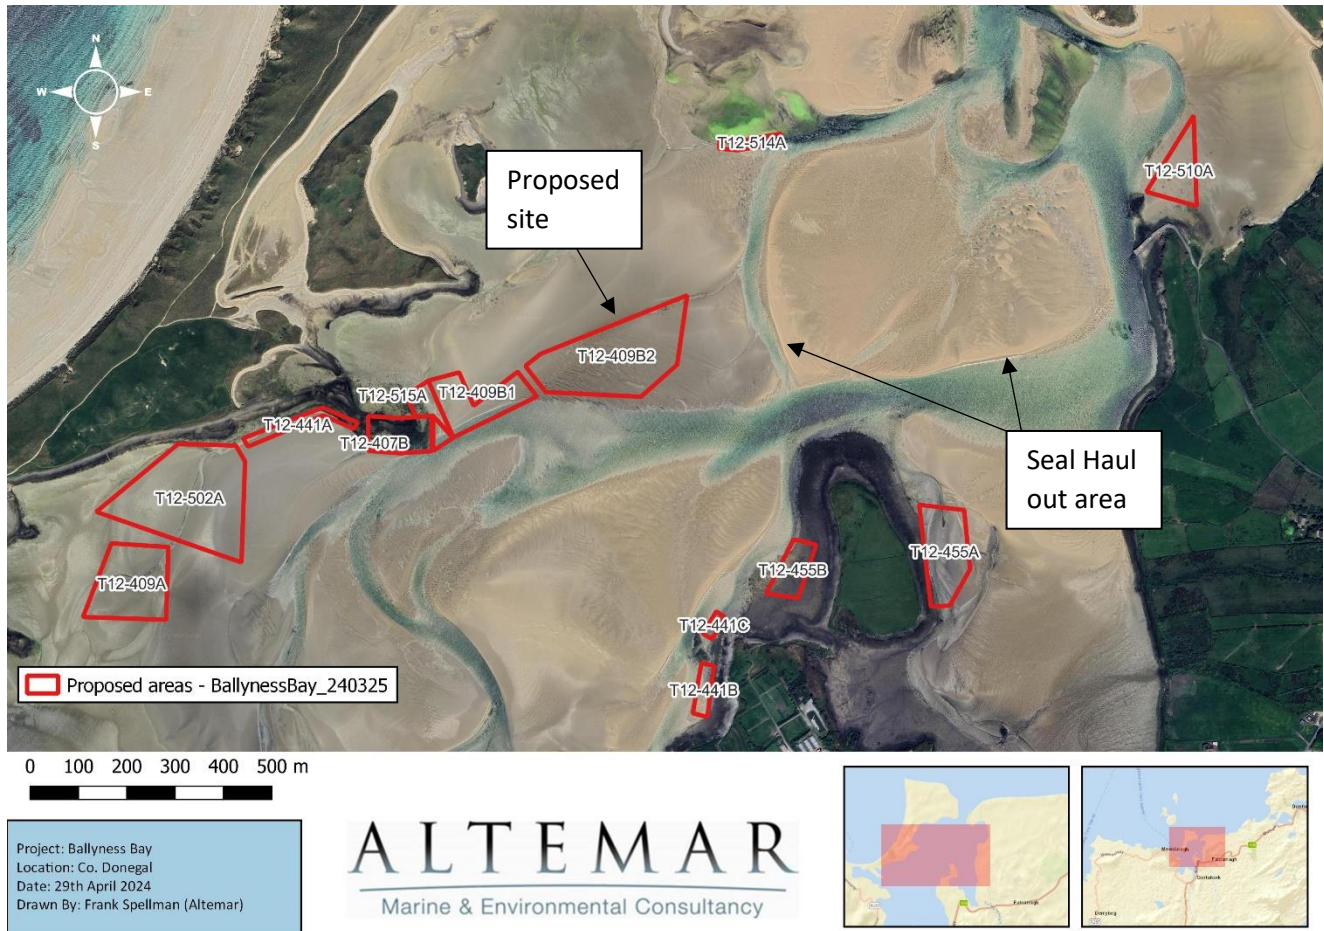 N
W
E
S
T12-514A
Proposed
site
T12-510A
T12-409B2
T12-515A
T12-409B1
T12-441A
T12-407B
Seal Haul
out area
T12-502A
T12-455A
T12-455B
T12-409A
T12-441C
T12-441B
Proposed areas - BallynessBay_240325
0 100 200 300 400 500 m
Project: Ballyness Bay
Location: Co. Donegal
Date: 29th April 2024
Drawn By: Frank Spellman (Altemar)
ALTEMAR
Marine & Environmental Consultancy